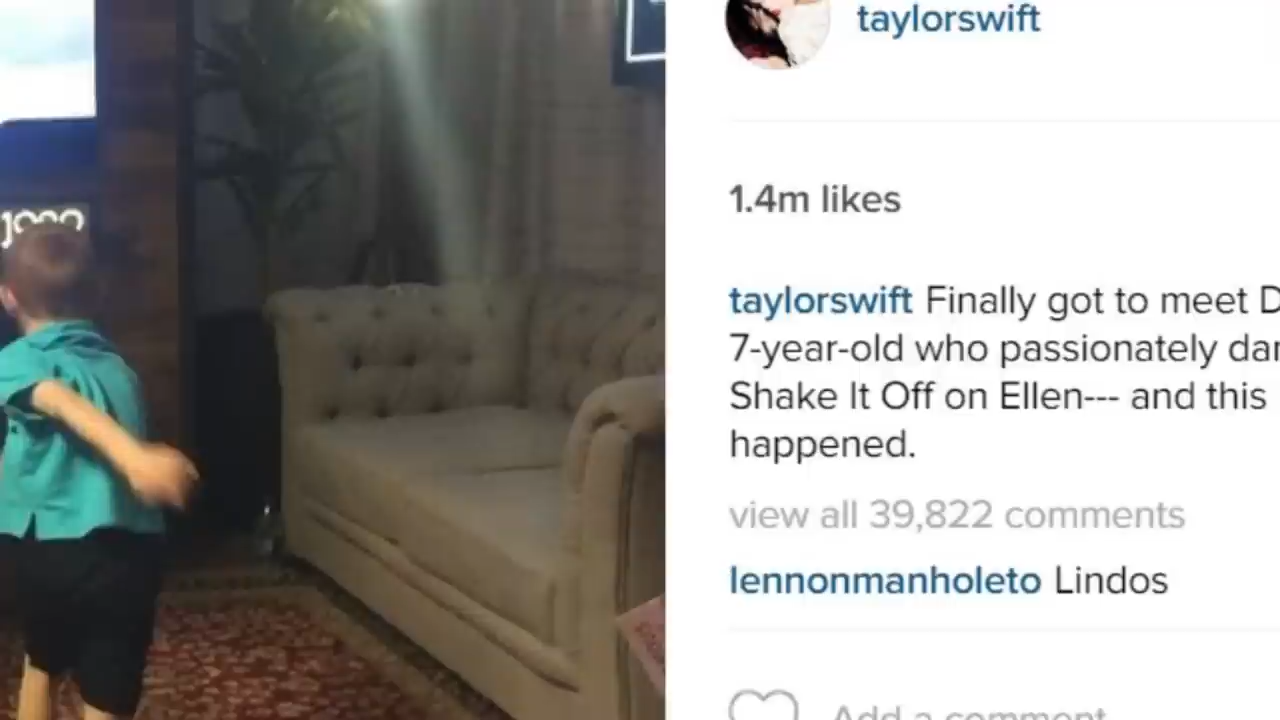 taylorswift
1.4m likes
taylorswift Finally got to meet D
7-year-old who passionately dan
Shake It Off on Ellen--- and this
happened.
view all 39,822 comments
lennonmanholeto Lindos
Add a comment